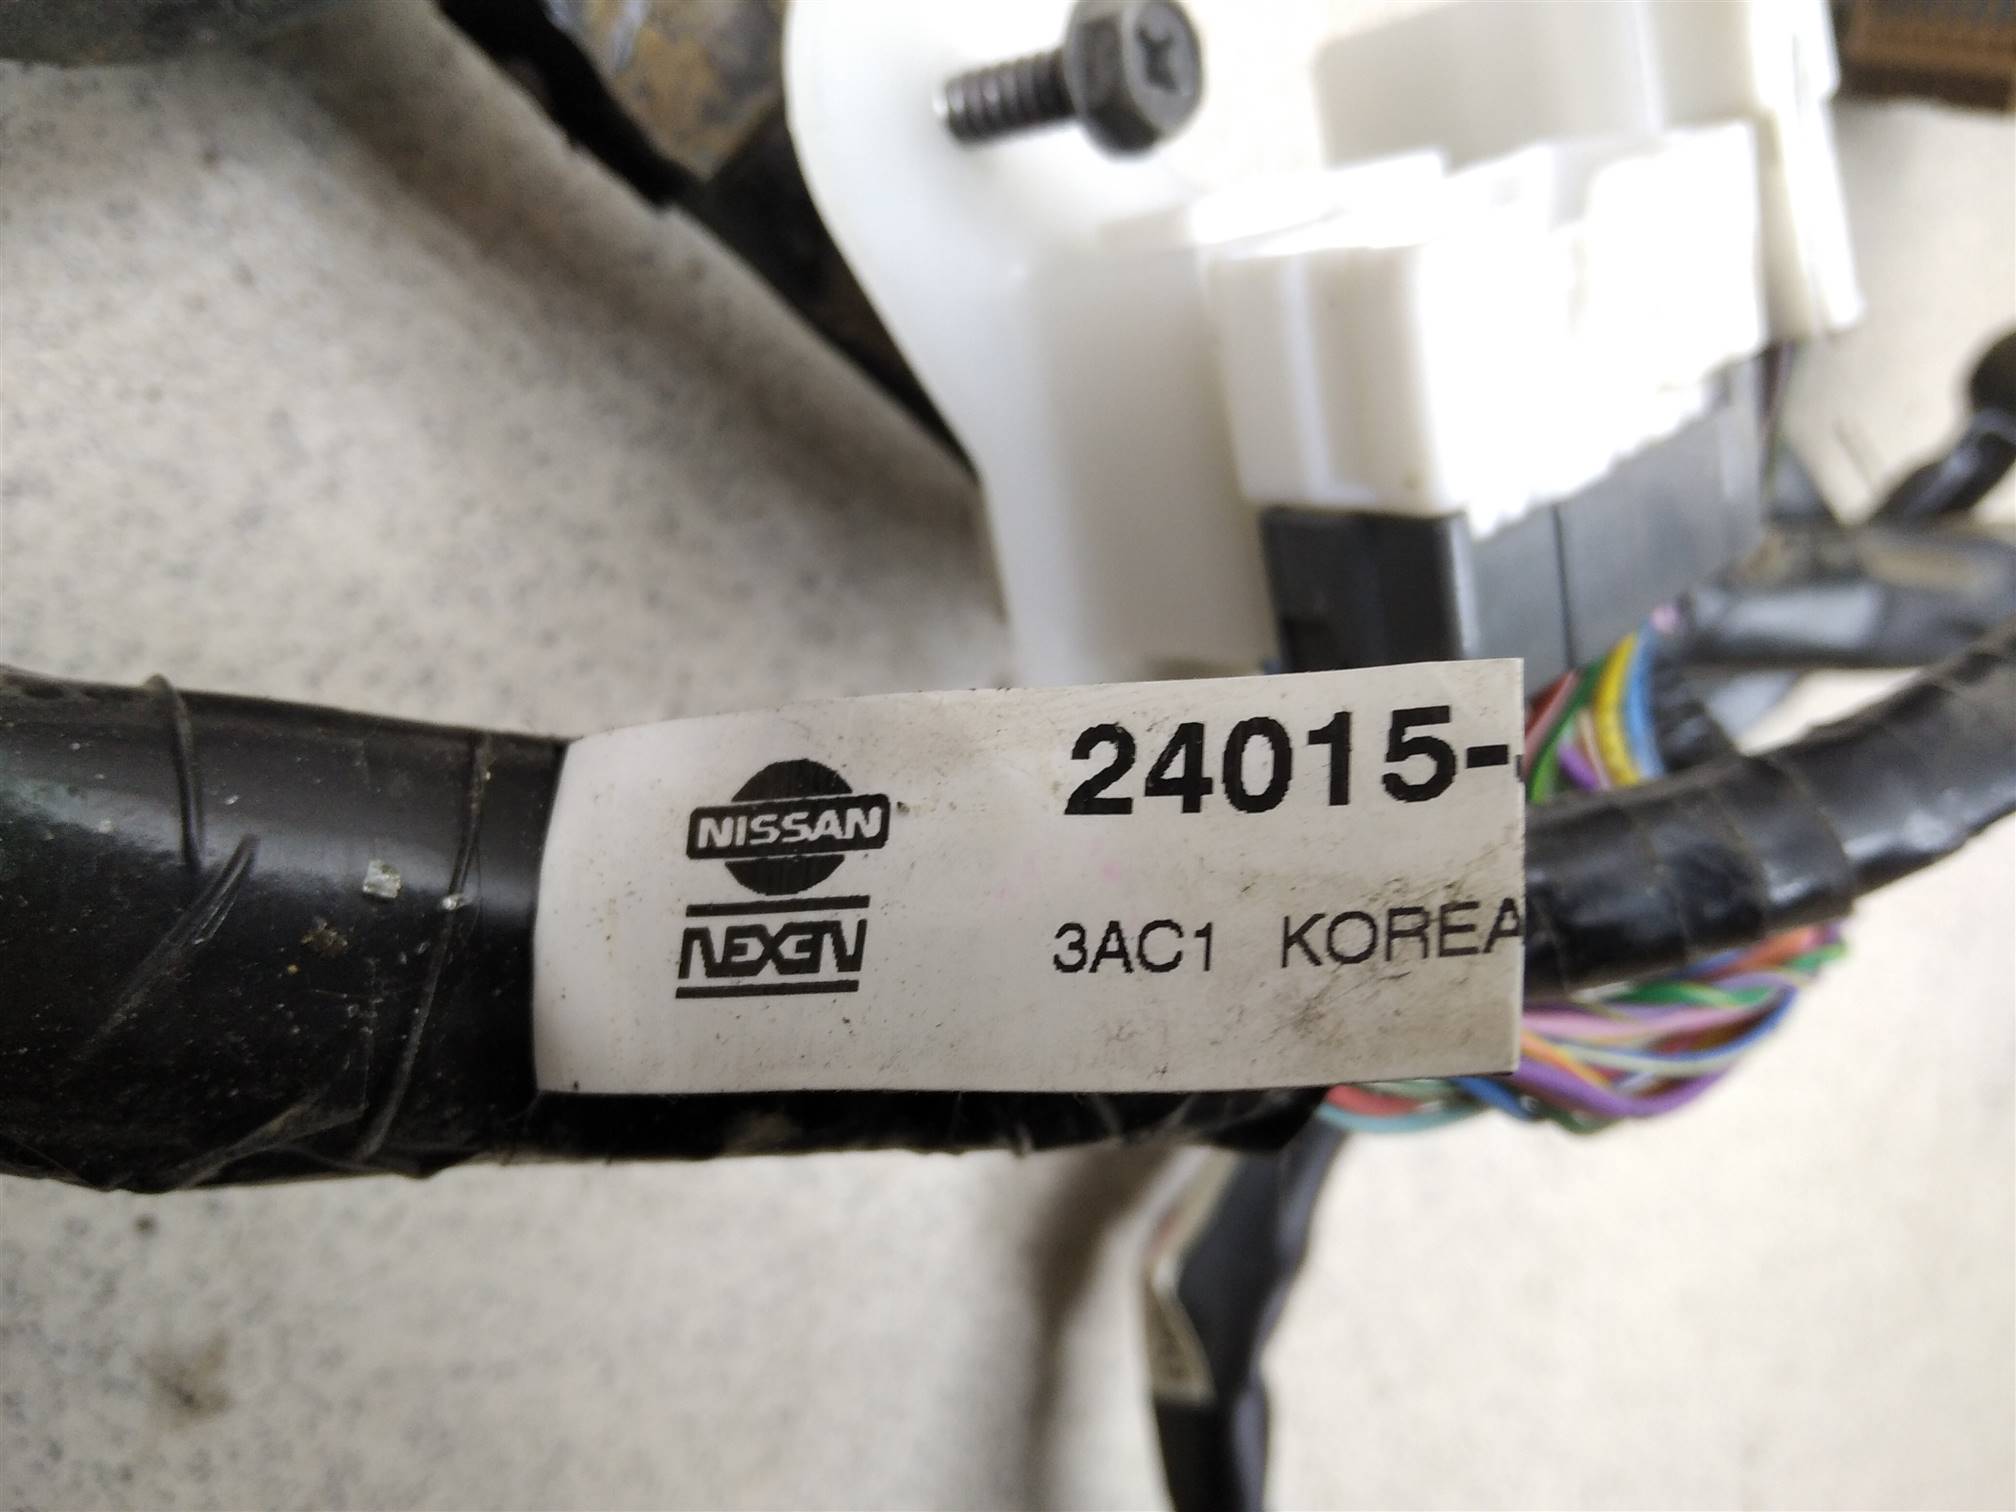 NISSAN
NEXEN
24015-
3AC1 KOREA